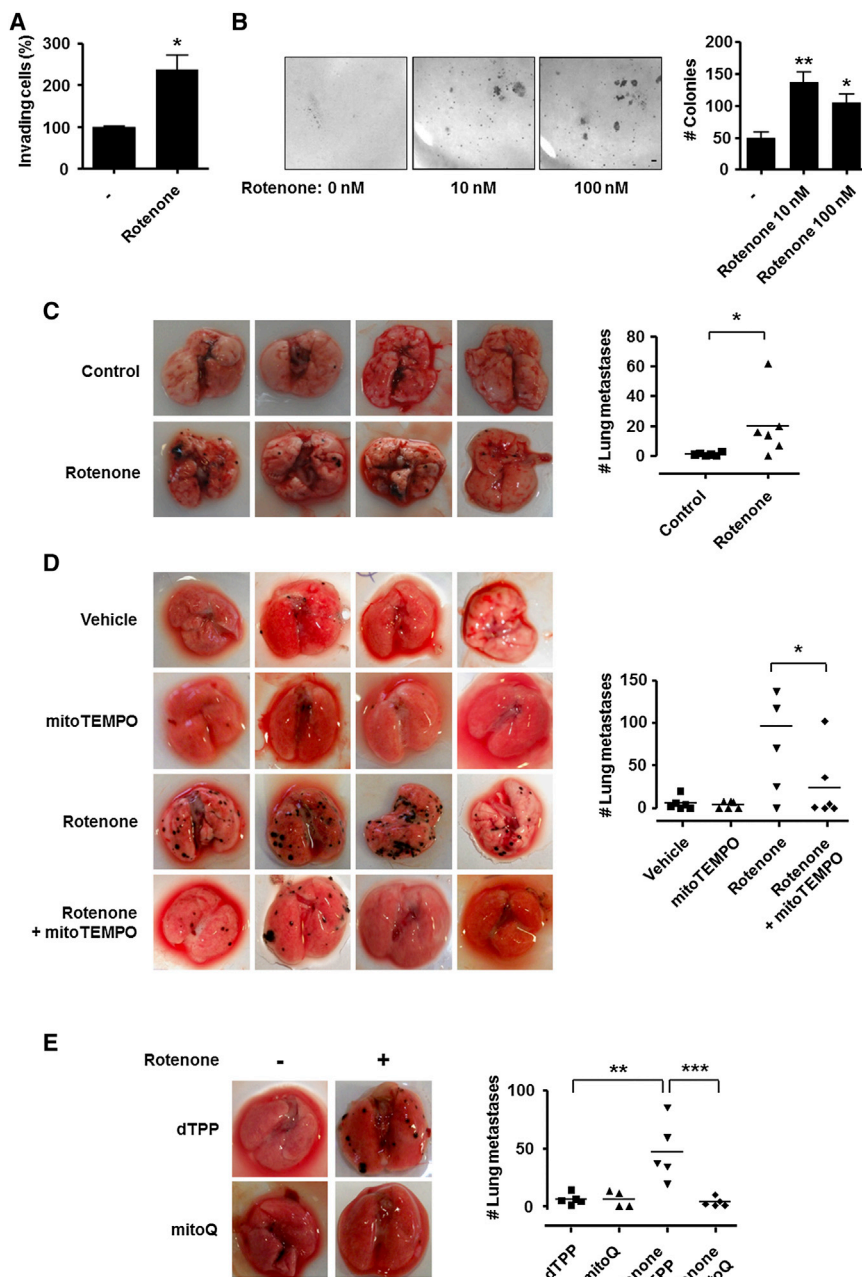 A
Invading cells (%)
300
200
100
0
*
-
Rotenone
B
Rotenone: 0 nM
10 nM
100 nM
# Colonies
200
150
100
50
0
**
*
-
Rotenone 10 nM
Rotenone 100 nM
C
Control
Rotenone
# Lung metastases
80
60
40
20
0
*
Control
Rotenone
D
Vehicle
mitoTEMPO
Rotenone
Rotenone
+ mitoTEMPO
# Lung metastases
150
100
50
0
*
Vehicle
mitoTEMPO
Rotenone
Rotenone
+ mitoTEMPO
E
Rotenone
-
+
dTPP
mitoQ
# Lung metastases
100
50
0
**
***
dTPP
mitoQ